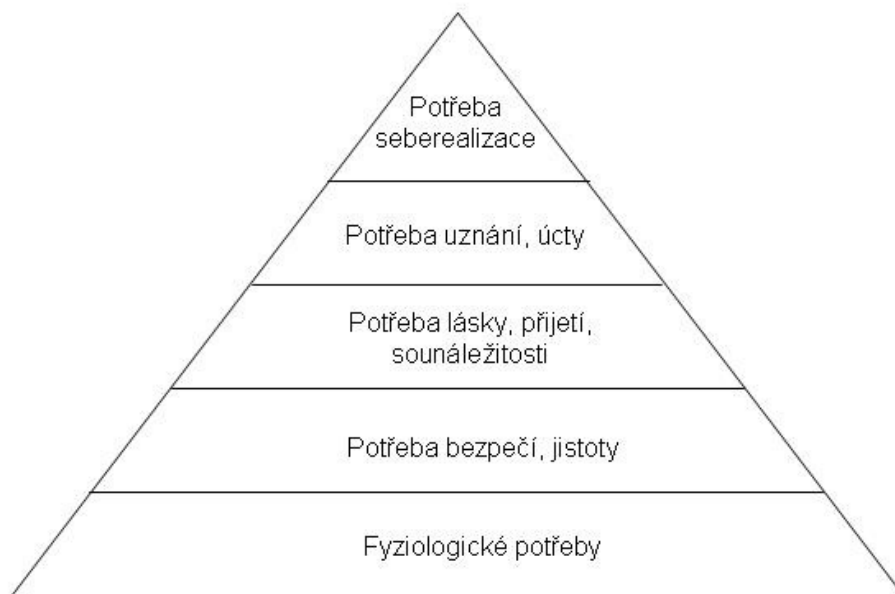 Potřeba
seberealizace
Potřeba uznání, úcty
Potřeba lásky, přijetí,
sounáležitosti
Potřeba bezpečí, jistoty
Fyziologické potřeby